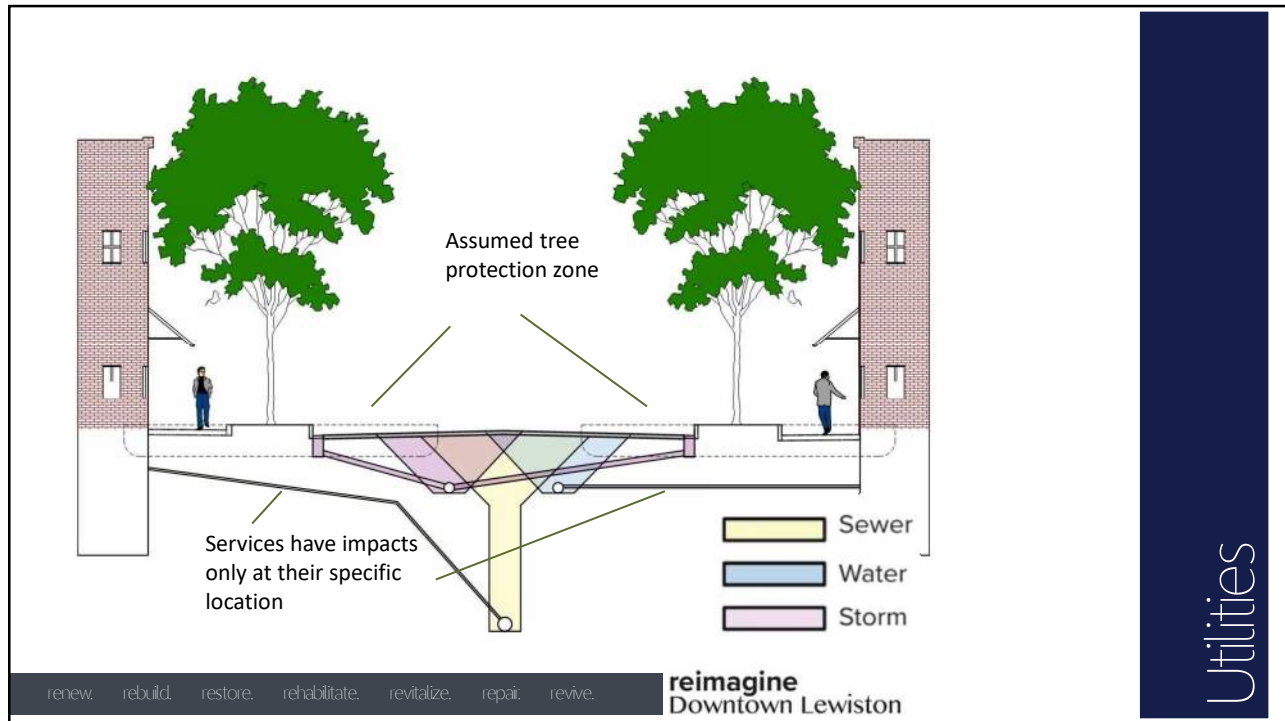 Assumed tree
protection zone
Services have impacts
only at their specific
location
Sewer
Water
Storm
Utilities
renew. rebuild. restore. rehabilitate. revitalize. repair. revive.
reimagine
Downtown Lewiston